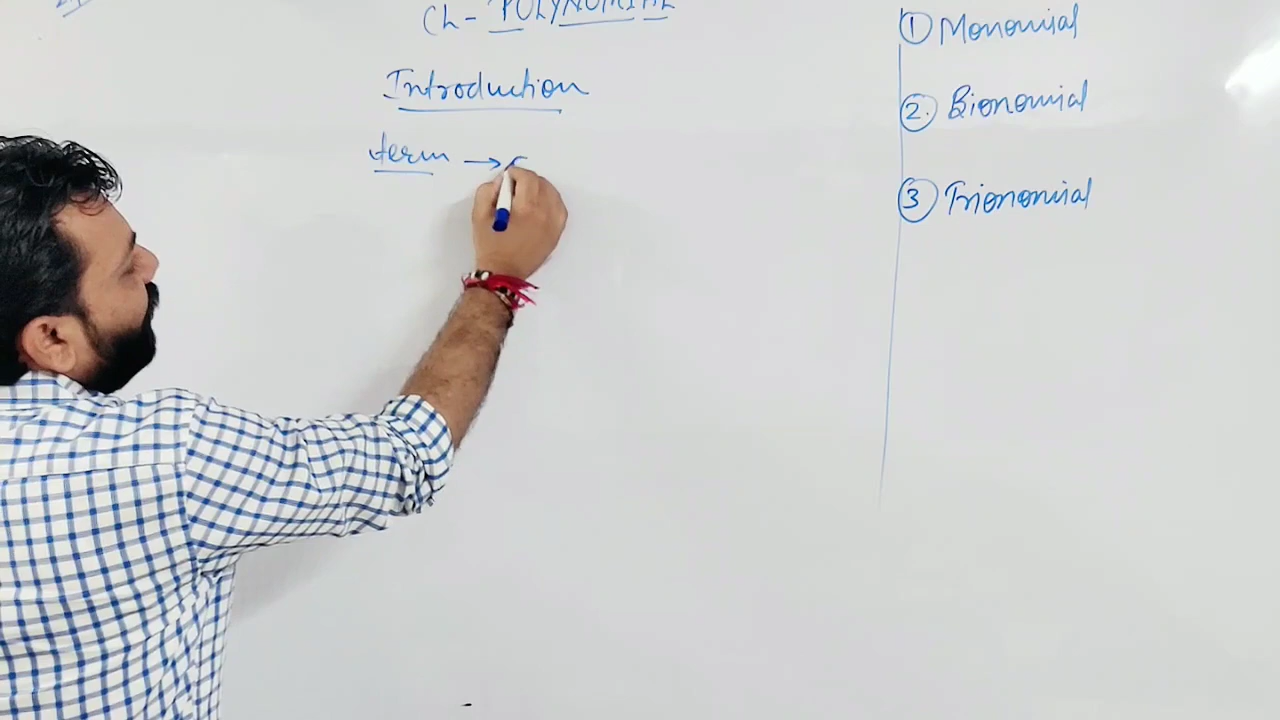 Ch- POLYNOMIAL
Introduction
term →
① Monomial
②. Bionomial
③ Trionomial